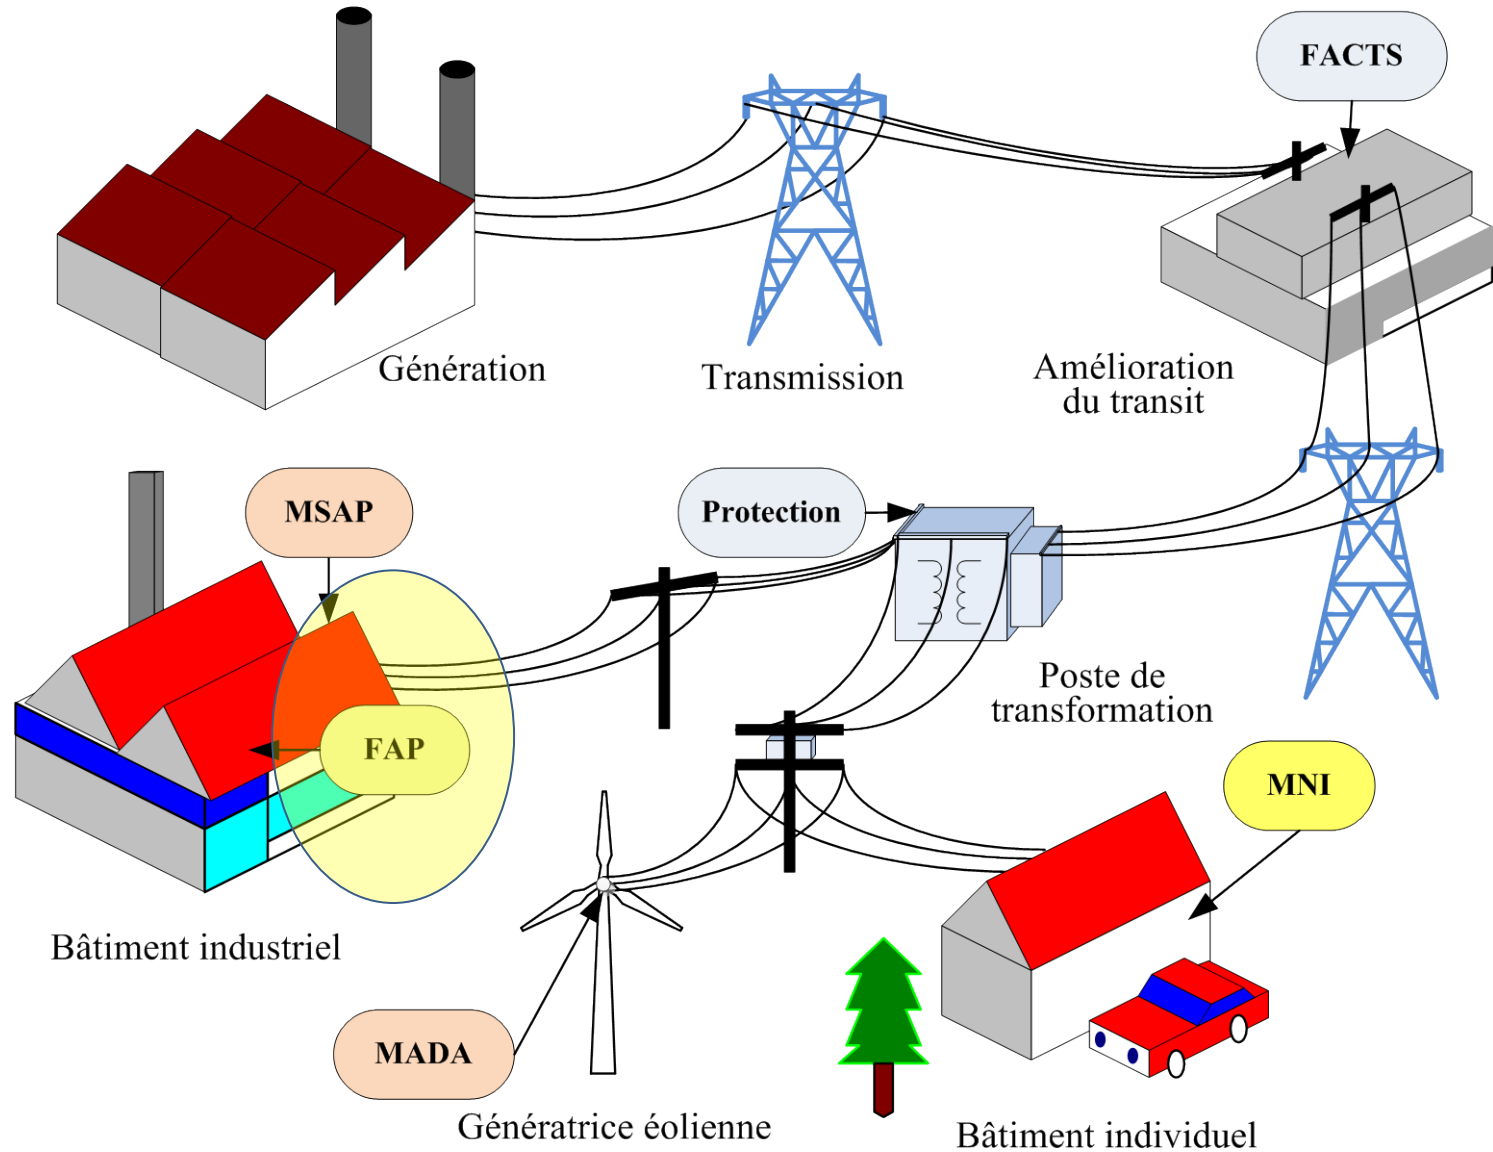 FACTS
Génération
Transmission
Amélioration
du transit
MSAP
Protection
Poste de
transformation
FAP
MNI
Bâtiment industriel
MADA
Génératrice éolienne
Bâtiment individuel